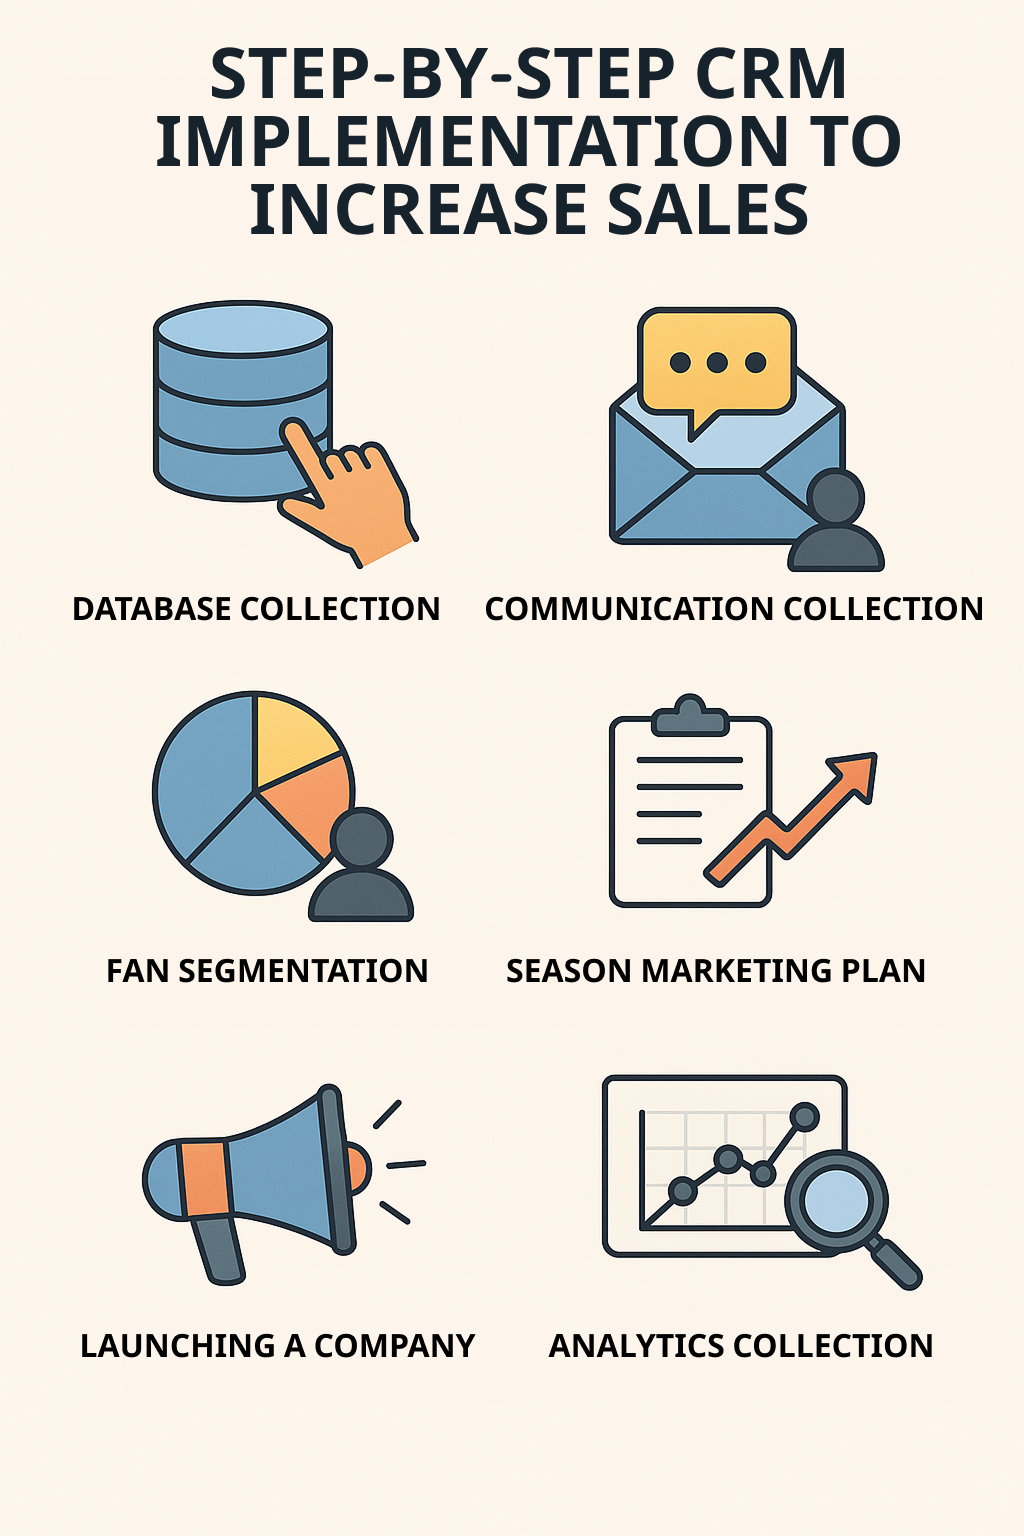 STEP-BY-STEP CRM
IMPLEMENTATION TO
INCREASE SALES
DATABASE COLLECTION
COMMUNICATION COLLECTION
FAN SEGMENTATION
SEASON MARKETING PLAN
LAUNCHING A COMPANY
ANALYTICS COLLECTION